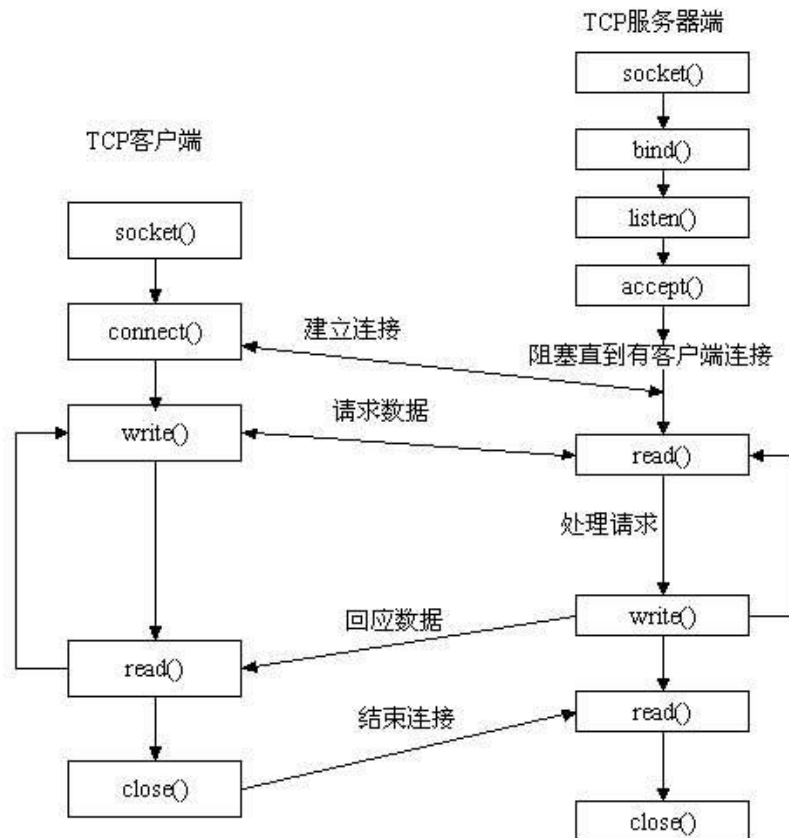 TCP服务器端
socket()
TCP客户端
bind()
listen()
socket()
accept()
connect()
建立连接
阻塞直到有客户端连接
请求数据
write()
read()
处理请求
回应数据
write()
read()
结束连接
read()
close()
close()